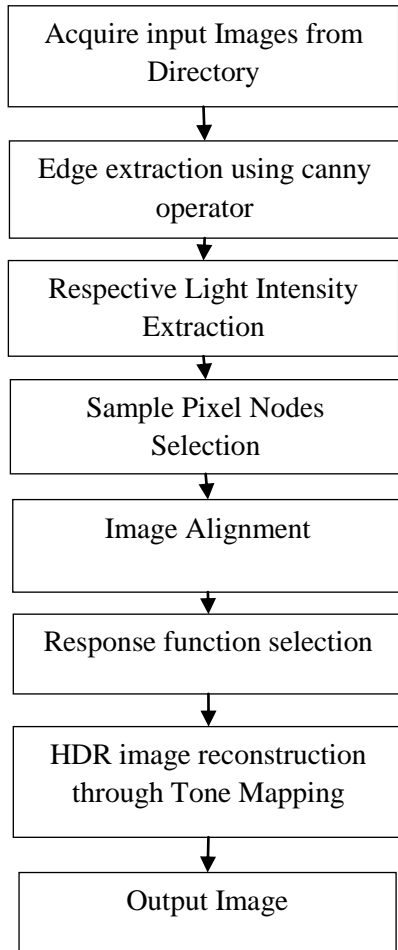 Acquire input Images from
Directory
Edge extraction using canny
operator
Respective Light Intensity
Extraction
Sample Pixel Nodes
Selection
Image Alignment
Response function selection
HDR image reconstruction
through Tone Mapping
Output Image